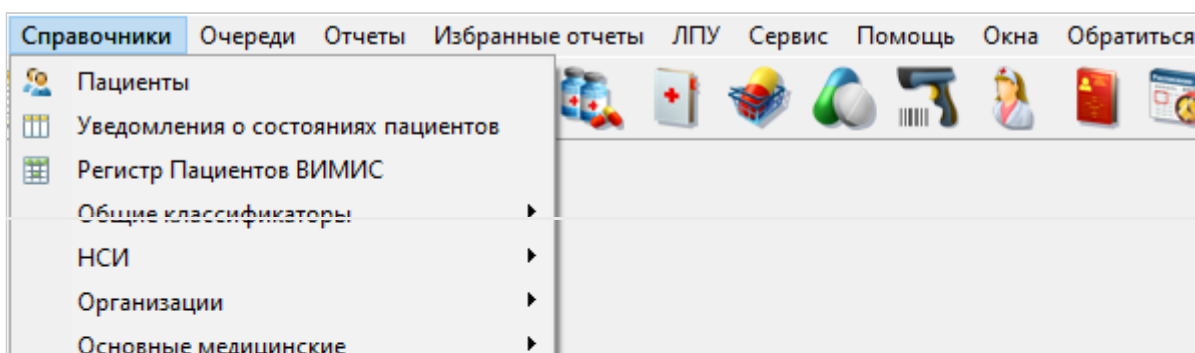 Справочники Очереди Отчеты Избранные отчеты ЛПУ Сервис Помощь Окна Обратиться
Пациенты
Уведомления о состояниях пациентов
Регистр Пациентов ВИМИС
Общие классификаторы
НСИ
Организации
Основные медицинские